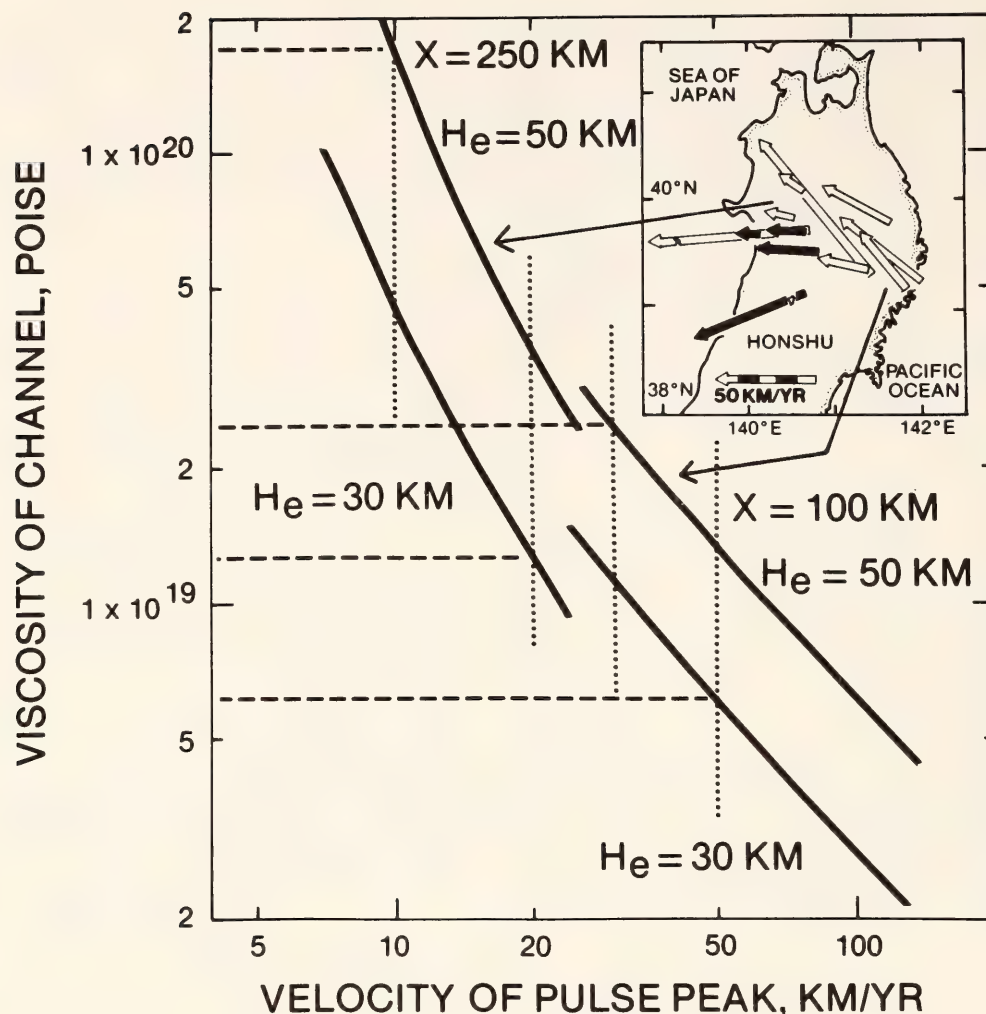 VISCOSITY OF CHANNEL, POISE
2
1 x 10^20
5
2
1 x 10^19
5
2
X = 250 KM
He = 50 KM
He = 30 KM
X = 100 KM
He = 50 KM
He = 30 KM
SEA OF
JAPAN
40°N
HONSHU
PACIFIC
OCEAN
38°N
50 KM/YR
140°E
142°E
5
10
20
50
100
VELOCITY OF PULSE PEAK, KM/YR